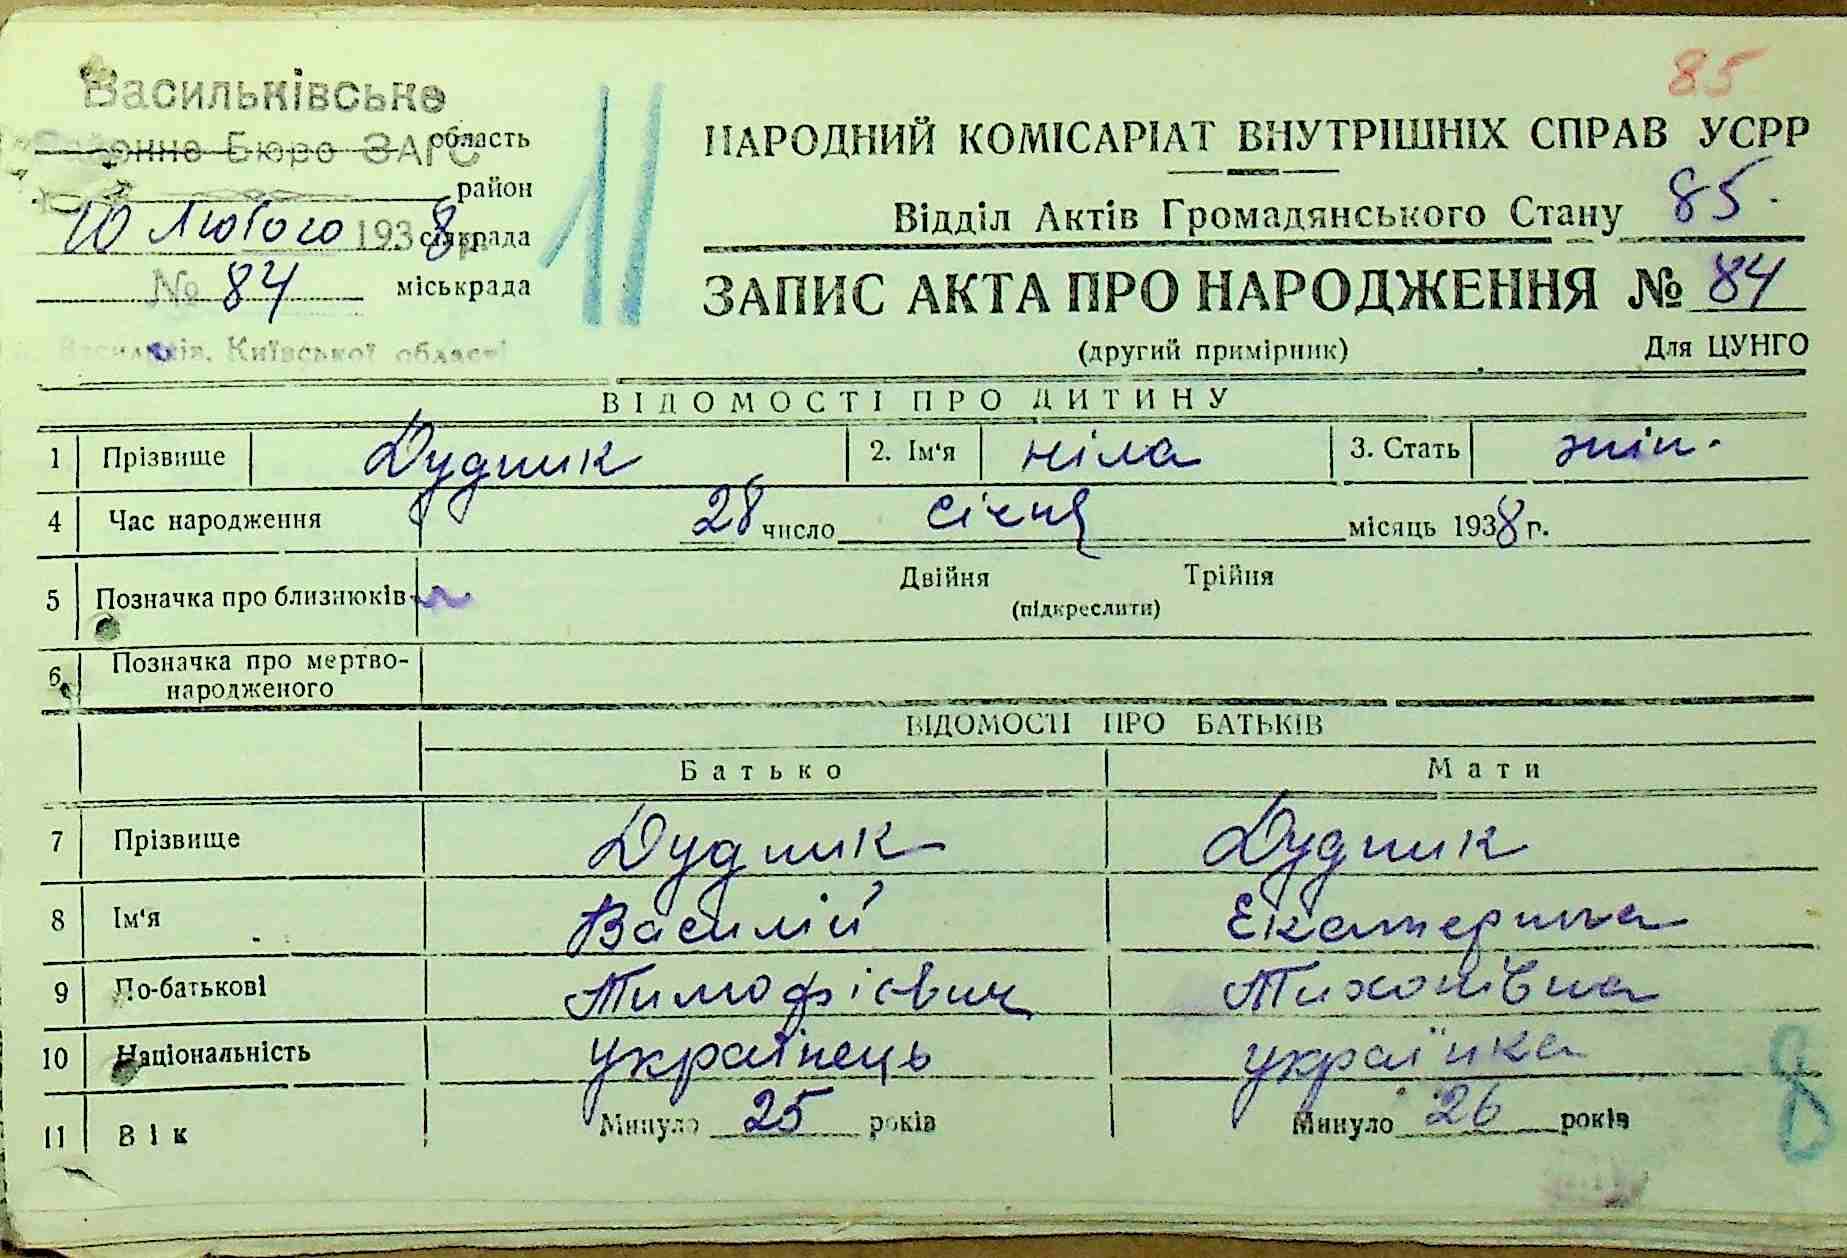 85
Васильківське
Районне Бюро ЗАГС область
район
10 Лютого 1938 р. сільрада
№ 84 міськрада
м. Васильків, Київської області
11
НАРОДНИЙ КОМІСАРІАТ ВНУТРІШНІХ СПРАВ УСРР
Відділ Актів Громадянського Стану 85.
ЗАПИС АКТА ПРО НАРОДЖЕННЯ № 84
(другий примірник) Для ЦУНГО
ВІДОМОСТІ ПРО ДИТИНУ
1 Прізвище Дудник 2. Ім'я Ніла 3. Стать жін.
4 Час народження 28 число січня місяць 1938 г.
5 Позначка про близнюків Двійня Трійня
(підкреслити)
6 Позначка про мертво-
народженого
ВІДОМОСТІ ПРО БАТЬКІВ
Батько Мати
7 Прізвище Дудник Дудник
8 Ім'я Василій Екатерина
9 По-батькові Тимофієвич Тихонівна
10 Національність українець українка
11 Вік Минуло 25 років Минуло 26 років
8